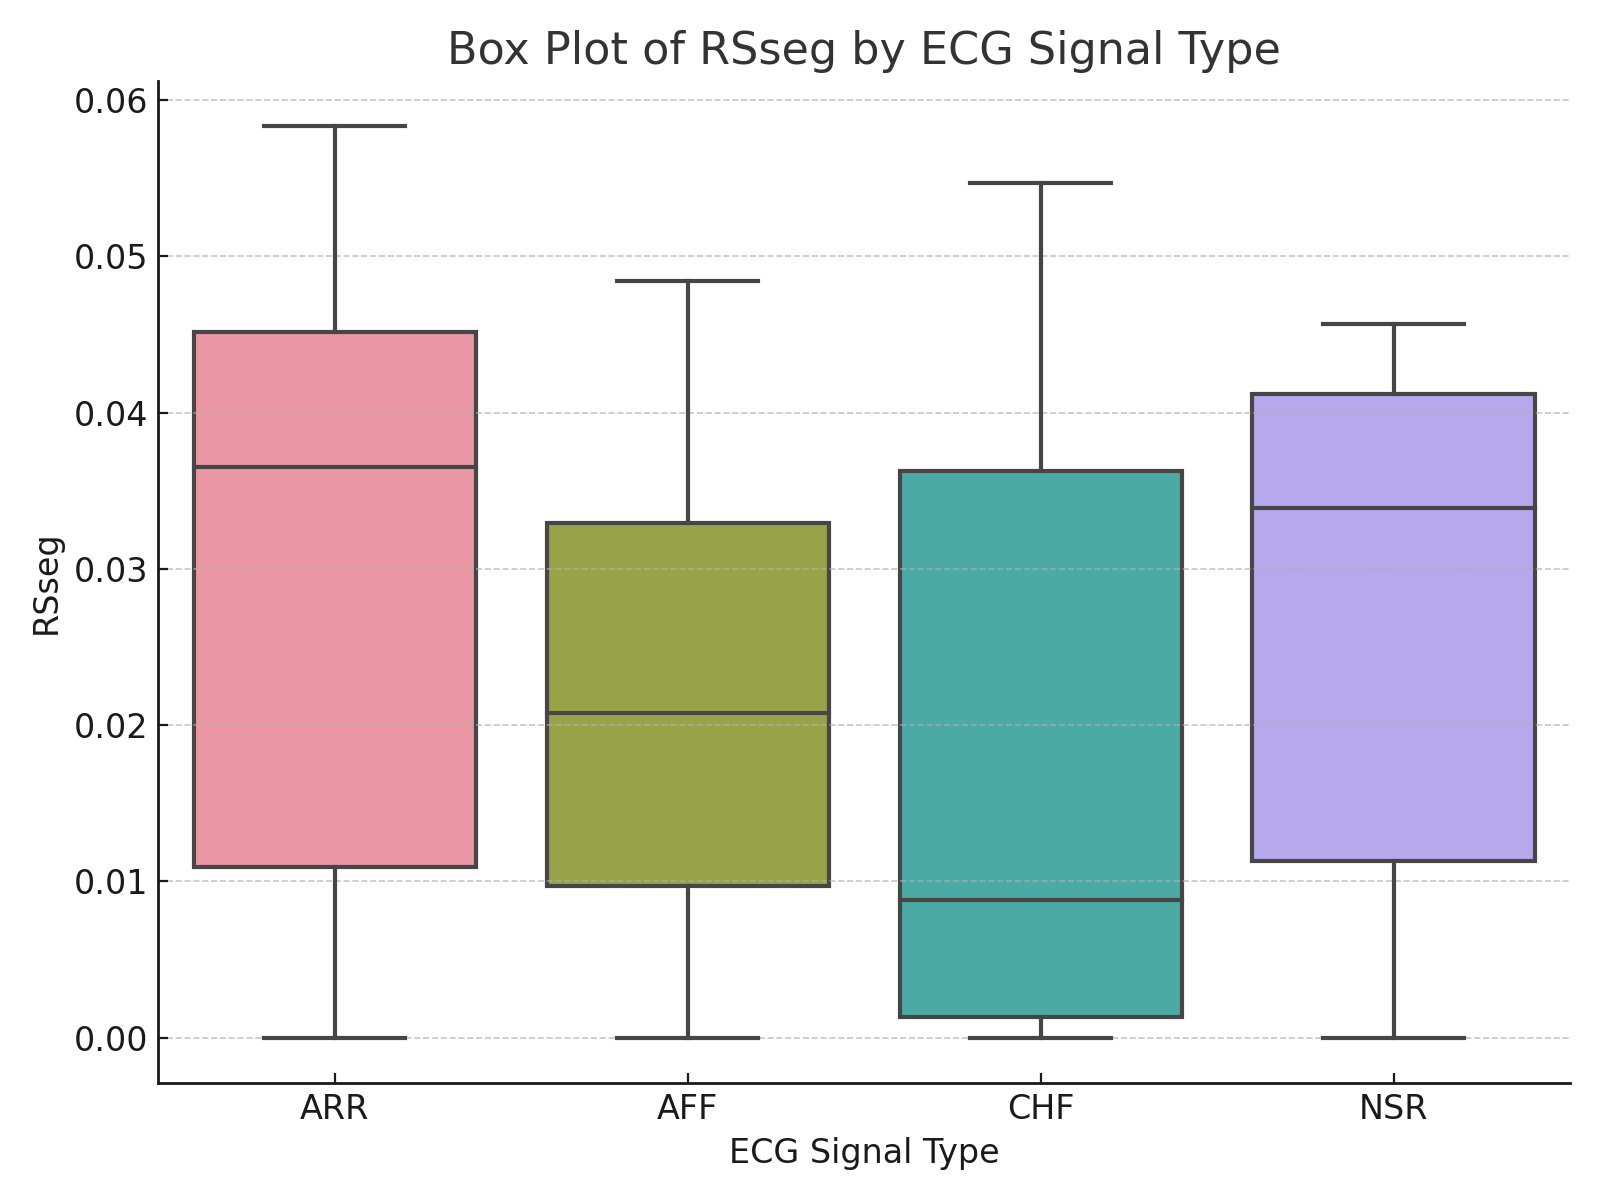 Box Plot of RSseg by ECG Signal Type
0.06
0.05
0.04
0.03
0.02
0.01
0.00
RSseg
ARR AFF CHF NSR
ECG Signal Type